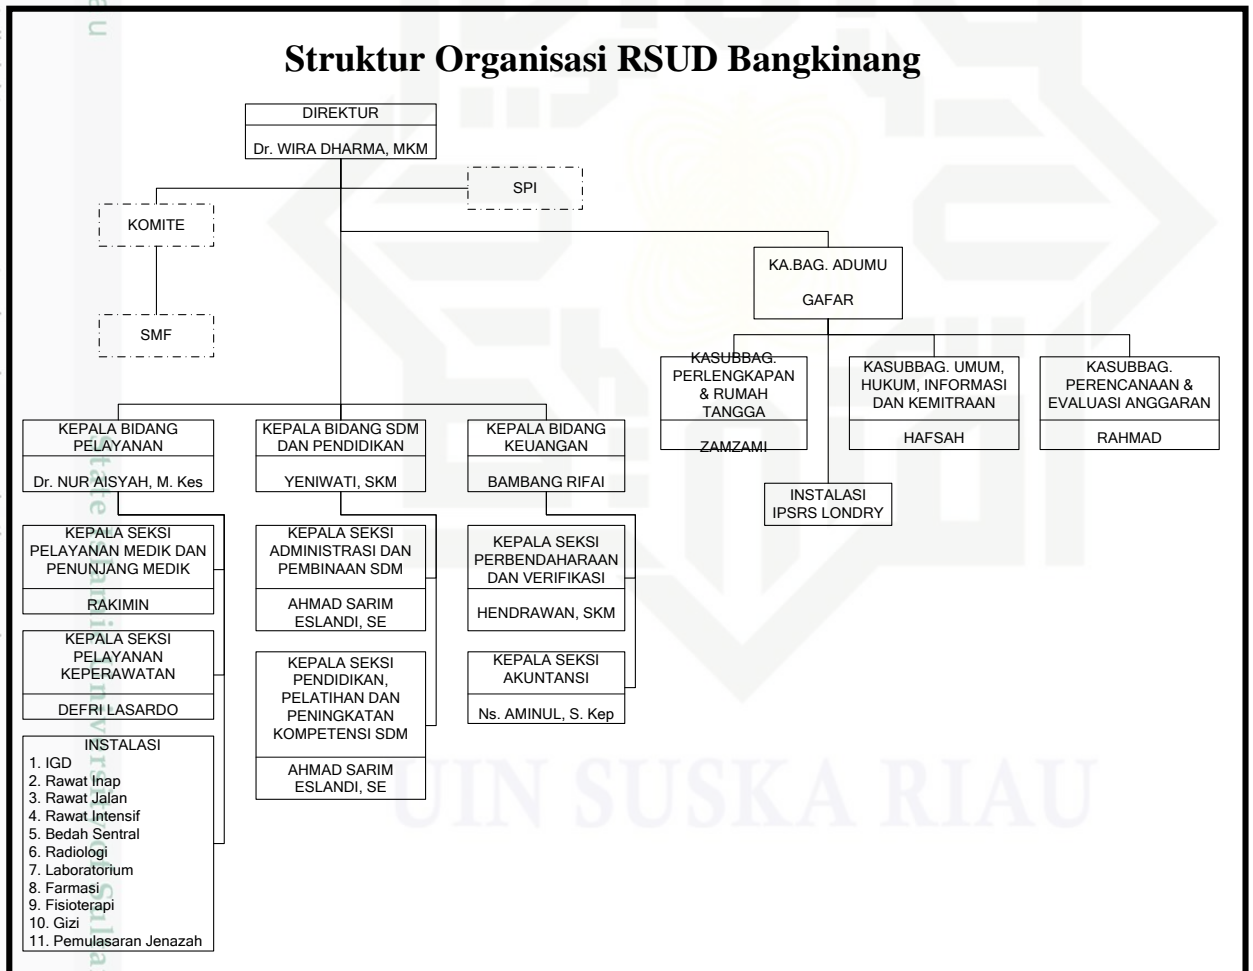 Struktur Organisasi RSUD Bangkinang
DIREKTUR
Dr. WIRA DHARMA, MKM
SPI
KOMITE
SMF
KA.BAG. ADUMU
GAFAR
KASUBBAG.
PERLENGKAPAN
& RUMAH
TANGGA
ZAMZAMI
KASUBBAG. UMUM,
HUKUM, INFORMASI
DAN KEMITRAAN
HAFSAH
KASUBBAG.
PERENCANAAN &
EVALUASI ANGGARAN
RAHMAD
INSTALASI
IPSRS LONDRY
KEPALA BIDANG
PELAYANAN
Dr. NUR AISYAH, M. Kes
KEPALA BIDANG SDM
DAN PENDIDIKAN
YENIWATI, SKM
KEPALA BIDANG
KEUANGAN
BAMBANG RIFAI
KEPALA SEKSI
PELAYANAN MEDIK DAN
PENUNJANG MEDIK
RAKIMIN
KEPALA SEKSI
ADMINISTRASI DAN
PEMBINAAN SDM
AHMAD SARIM
ESLANDI, SE
KEPALA SEKSI
PERBENDAHARAAN
DAN VERIFIKASI
HENDRAWAN, SKM
KEPALA SEKSI
PELAYANAN
KEPERAWATAN
DEFRI LASARDO
KEPALA SEKSI
PENDIDIKAN,
PELATIHAN DAN
PENINGKATAN
KOMPETENSI SDM
AHMAD SARIM
ESLANDI, SE
KEPALA SEKSI
AKUNTANSI
Ns. AMINUL, S. Kep
INSTALASI
1. IGD
2. Rawat Inap
3. Rawat Jalan
4. Rawat Intensif
5. Bedah Sentral
6. Radiologi
7. Laboratorium
8. Farmasi
9. Fisioterapi
10. Gizi
11. Pemulasaran Jenazah
UIN SUSKA RIAU
State Islamic University of Sulta